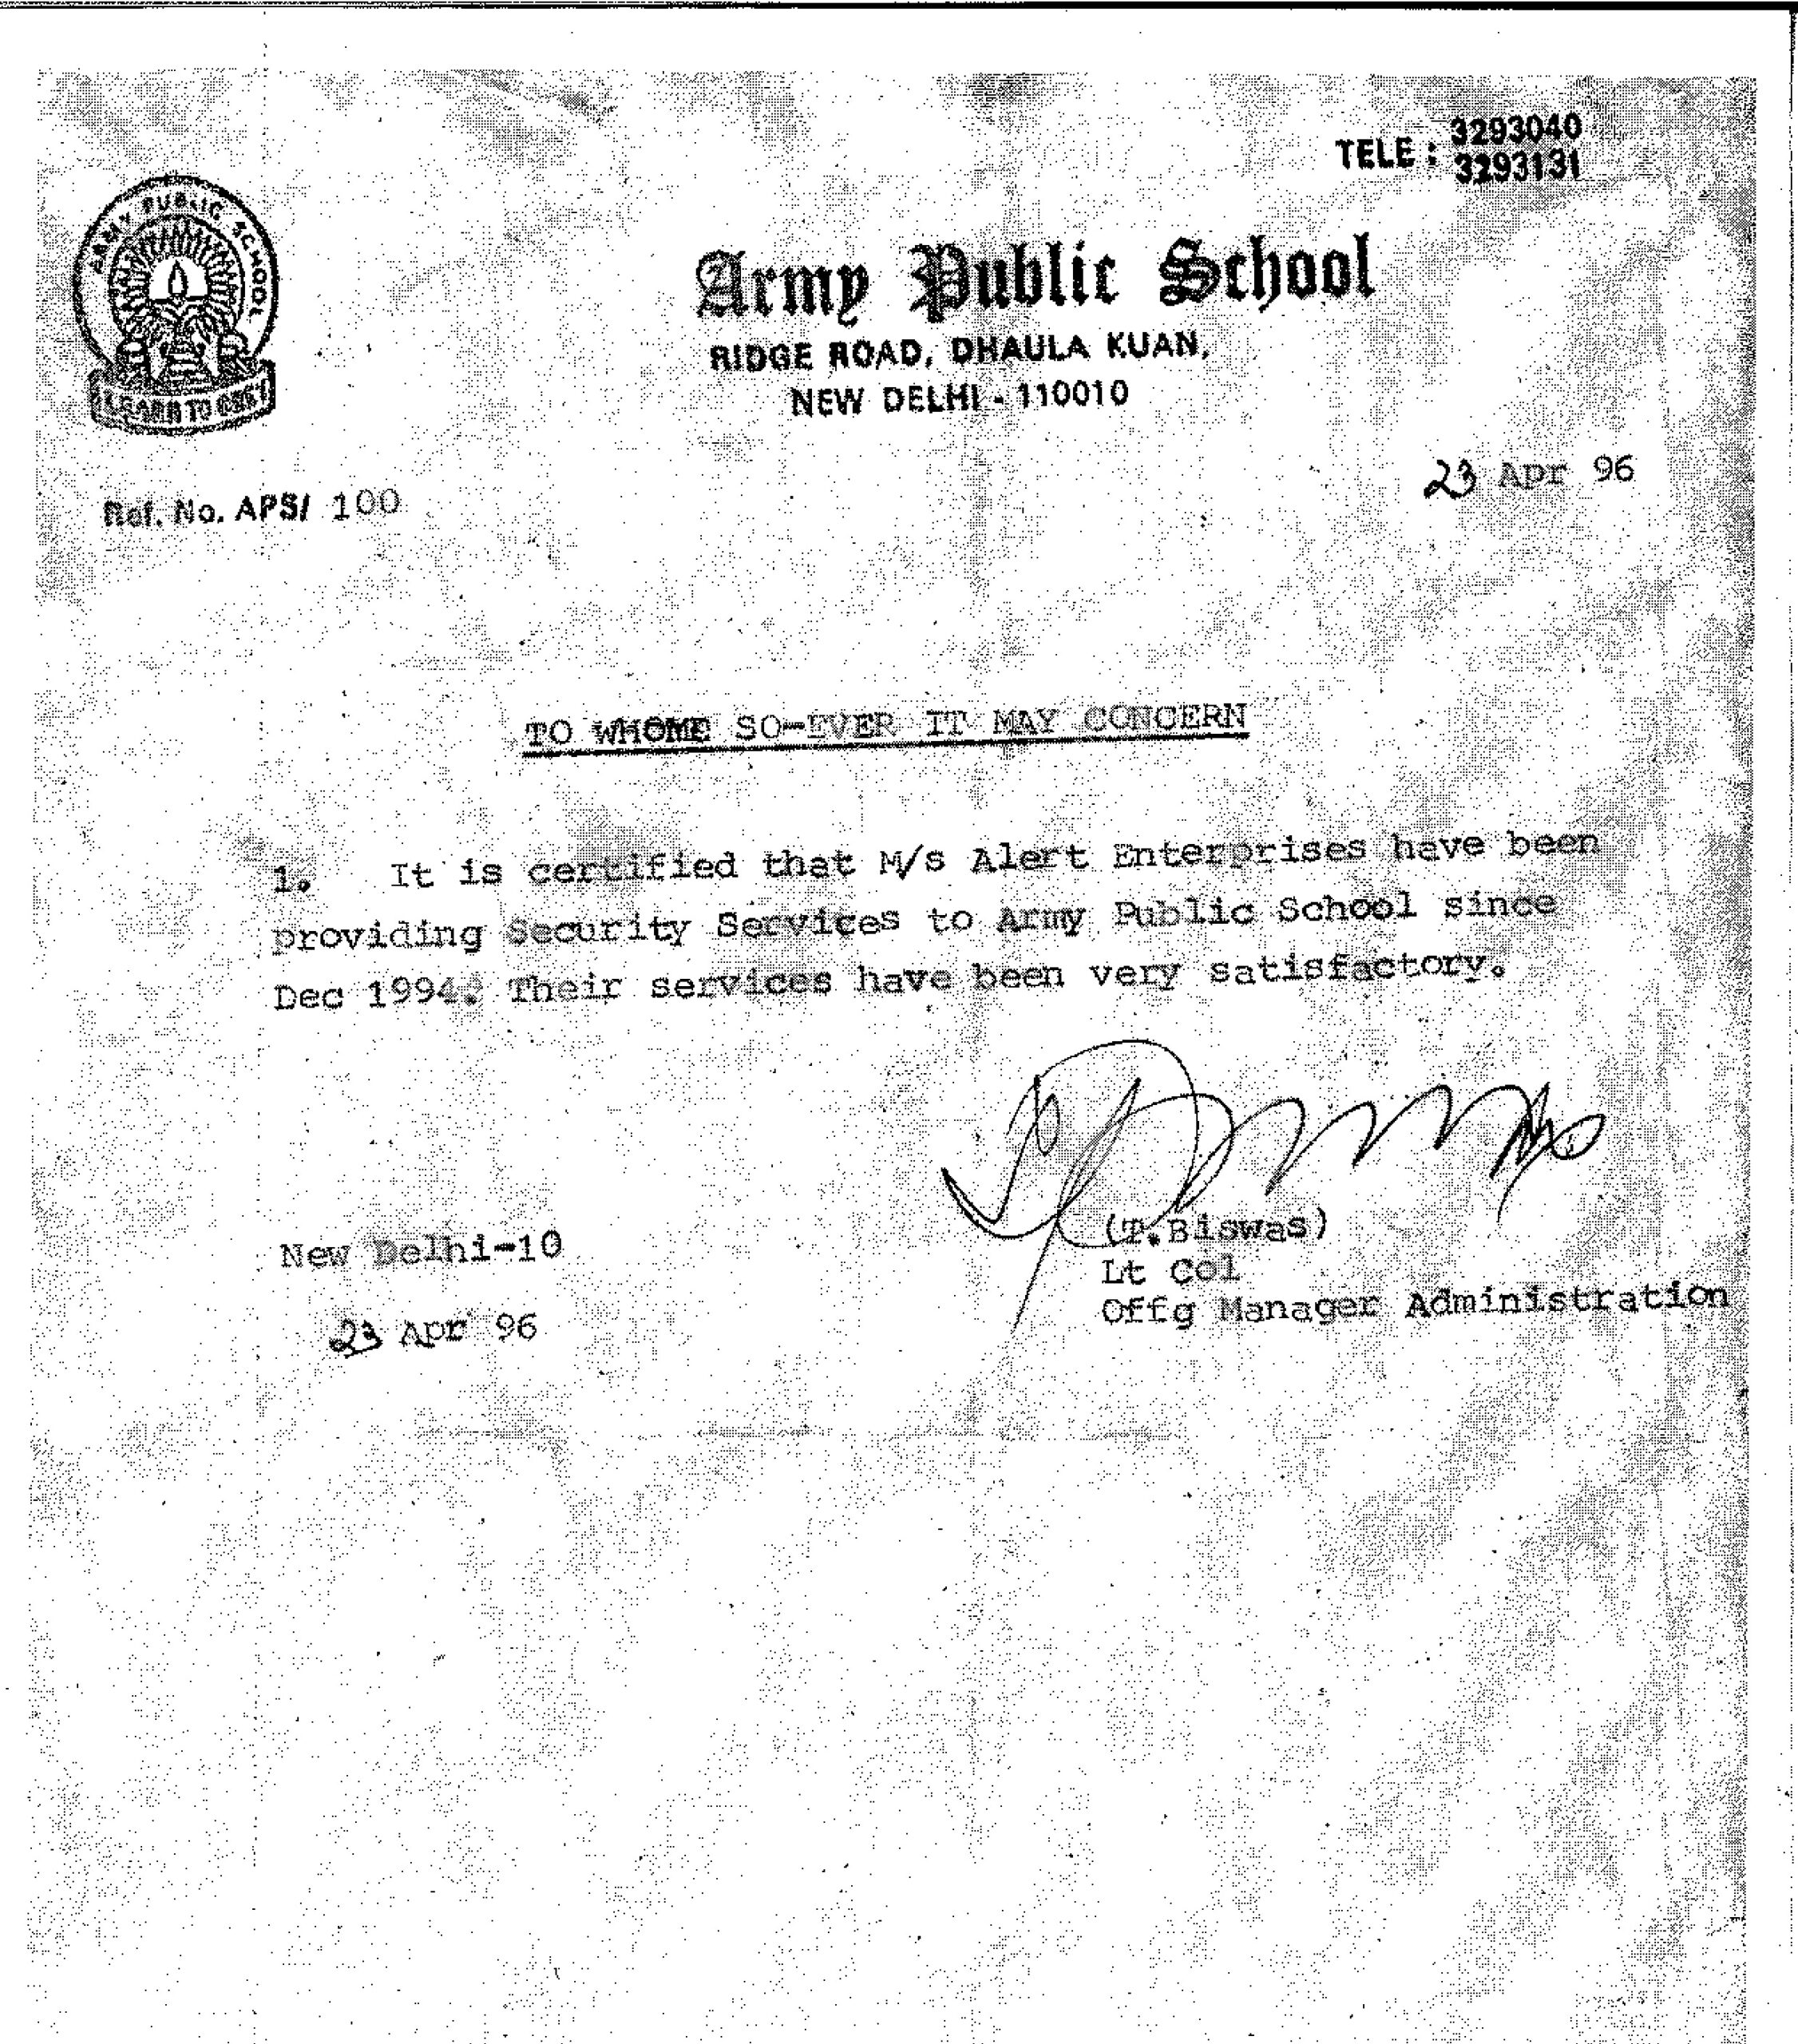 TELE : 3293040
3293131
ARMY PUBLIC SCHOOL
Army Public School
RIDGE ROAD, DHAULA KUAN,
NEW DELHI - 110010
23 Apr 96
Ref. No. APS/ 100
TO WHOME SO-EVER IT MAY CONCERN
1. It is certified that M/s Alert Enterprises have been
providing Security Services to Army Public School since
Dec 1994. Their services have been very satisfactory.
(T.Biswas)
New Delhi-10
Lt Col
Offg Manager Administration
23 Apr 96